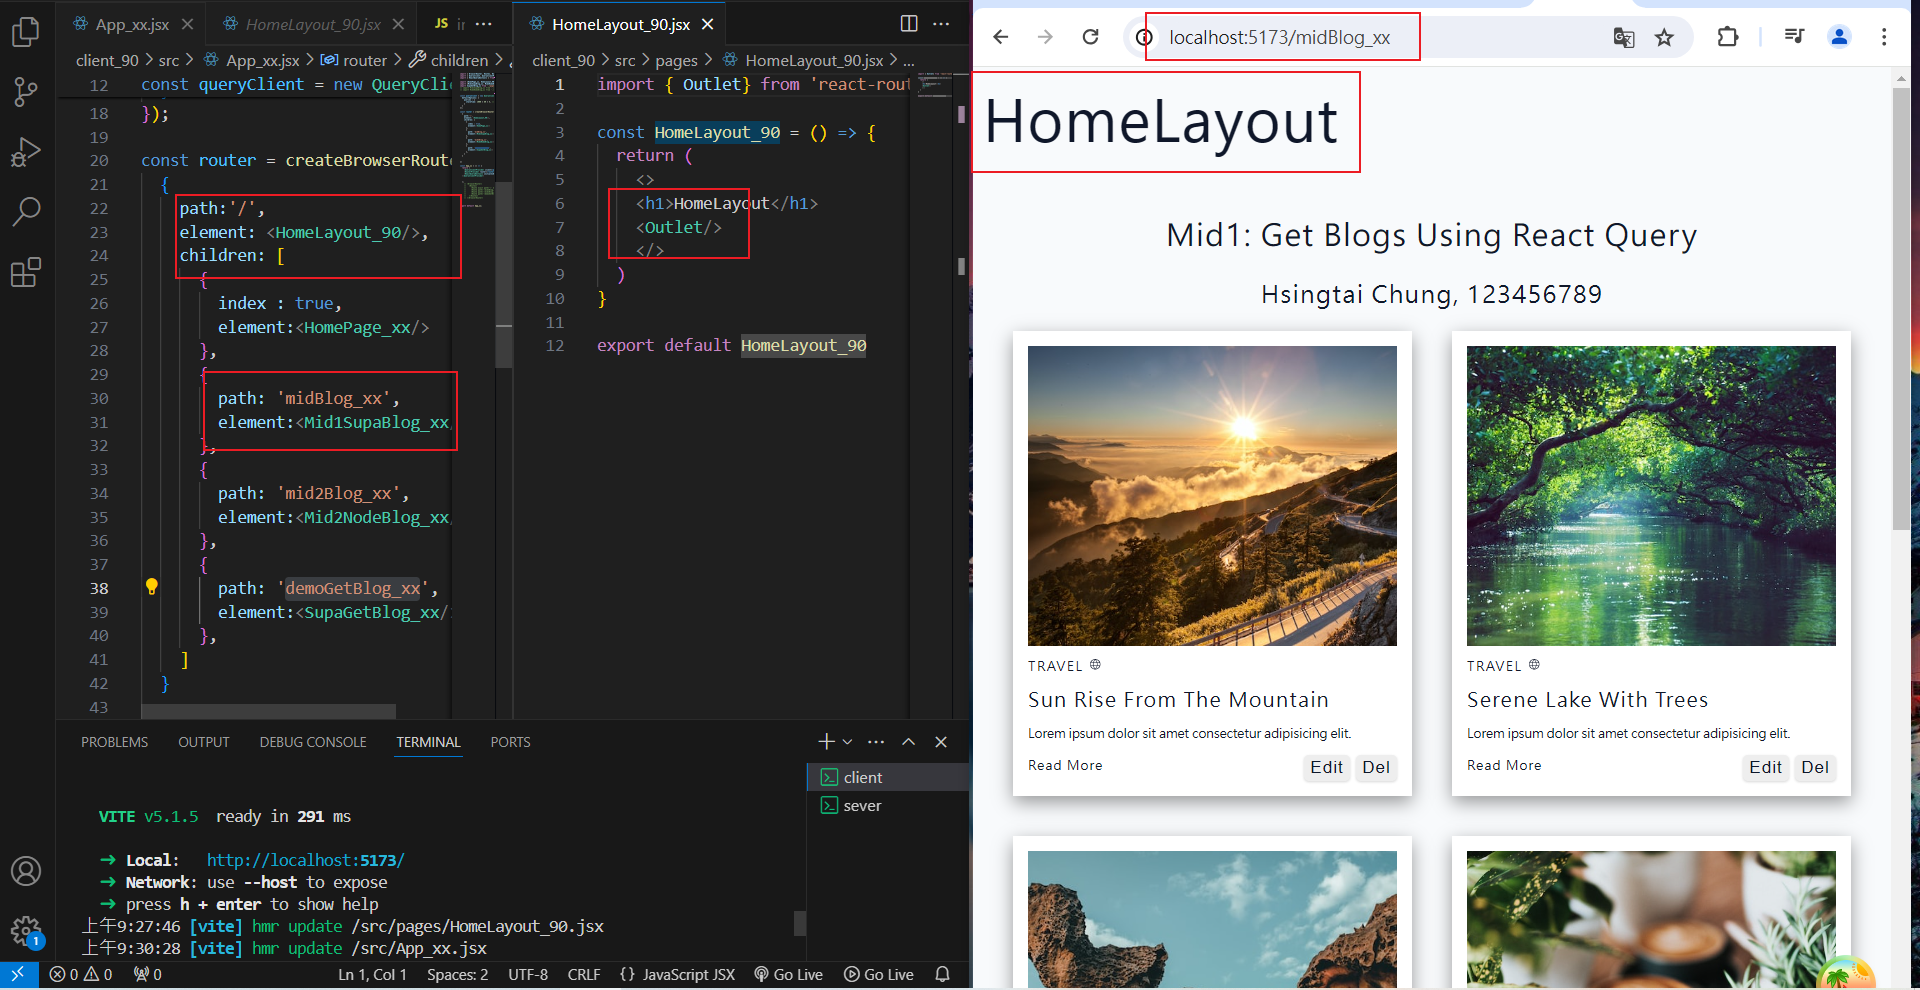 App_xx.jsx
HomeLayout_90.jsx
JS
HomeLayout_90.jsx
client_90 > src > App_xx.jsx > router > children >
client_90 > src > pages > HomeLayout_90.jsx > ...
12 const queryClient = new QueryCli
18 });
19
20 const router = createBrowserRout
21 {
22 path:'/',
23 element: <HomeLayout_90/>,
24 children: [
25 {
26 index : true,
27 element:<HomePage_xx/>
28 },
29 {
30 path: 'midBlog_xx',
31 element:<Mid1SupaBlog_xx
32 },
33 {
34 path: 'mid2Blog_xx',
35 element:<Mid2NodeBlog_xx
36 },
37 {
38 path: 'demoGetBlog_xx',
39 element:<SupaGetBlog_xx/
40 },
41 ]
42 }
43
1 import { Outlet} from 'react-rout
2
3 const HomeLayout_90 = () => {
4 return (
5 <>
6 <h1>HomeLayout</h1>
7 <Outlet/>
8 </>
9 )
10 }
11
12 export default HomeLayout_90
PROBLEMS OUTPUT DEBUG CONSOLE TERMINAL PORTS
client
sever
VITE v5.1.5 ready in 291 ms
➜ Local: http://localhost:5173/
➜ Network: use --host to expose
➜ press h + enter to show help
上午9:27:46 [vite] hmr update /src/pages/HomeLayout_90.jsx
上午9:30:28 [vite] hmr update /src/App_xx.jsx
1
0 0 0 Ln 1, Col 1 Spaces: 2 UTF-8 CRLF {} JavaScript JSX Go Live Go Live
localhost:5173/midBlog_xx
HomeLayout
Mid1: Get Blogs Using React Query
Hsingtai Chung, 123456789
TRAVEL
Sun Rise From The Mountain
Lorem ipsum dolor sit amet consectetur adipisicing elit.
Read More Edit Del
TRAVEL
Serene Lake With Trees
Lorem ipsum dolor sit amet consectetur adipisicing elit.
Read More Edit Del